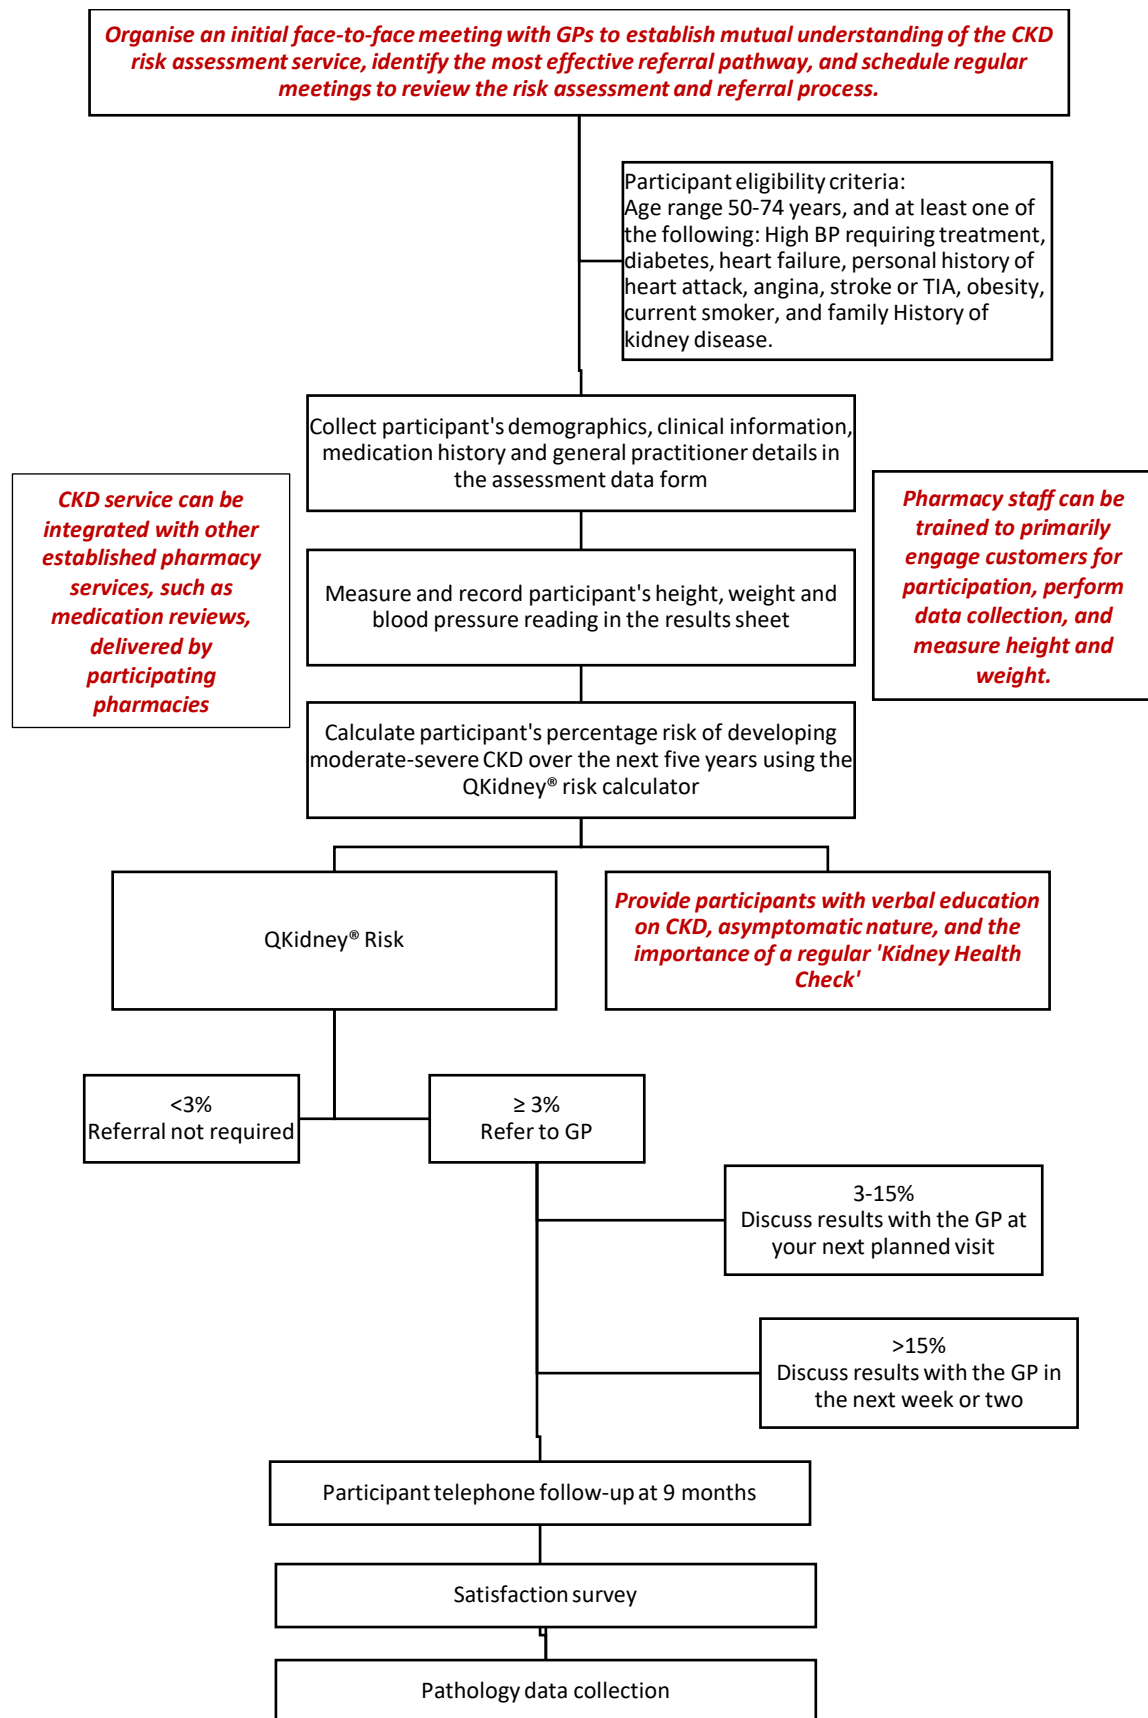 Organise an initial face-to-face meeting with GPs to establish mutual understanding of the CKD
risk assessment service, identify the most effective referral pathway, and schedule regular
meetings to review the risk assessment and referral process.
Participant eligibility criteria:
Age range 50-74 years, and at least one of
the following: High BP requiring treatment,
diabetes, heart failure, personal history of
heart attack, angina, stroke or TIA, obesity,
current smoker, and family History of
kidney disease.
Collect participant's demographics, clinical information,
medication history and general practitioner details in
the assessment data form
CKD service can be
integrated with other
established pharmacy
services, such as
medication reviews,
delivered by
participating
pharmacies
Pharmacy staff can be
trained to primarily
engage customers for
participation, perform
data collection, and
measure height and
weight.
Measure and record participant's height, weight and
blood pressure reading in the results sheet
Calculate participant's percentage risk of developing
moderate-severe CKD over the next five years using the
QKidney® risk calculator
QKidney® Risk
Provide participants with verbal education
on CKD, asymptomatic nature, and the
importance of a regular 'Kidney Health
Check'
<3%
Referral not required
≥ 3%
Refer to GP
3-15%
Discuss results with the GP at
your next planned visit
>15%
Discuss results with the GP in
the next week or two
Participant telephone follow-up at 9 months
Satisfaction survey
Pathology data collection